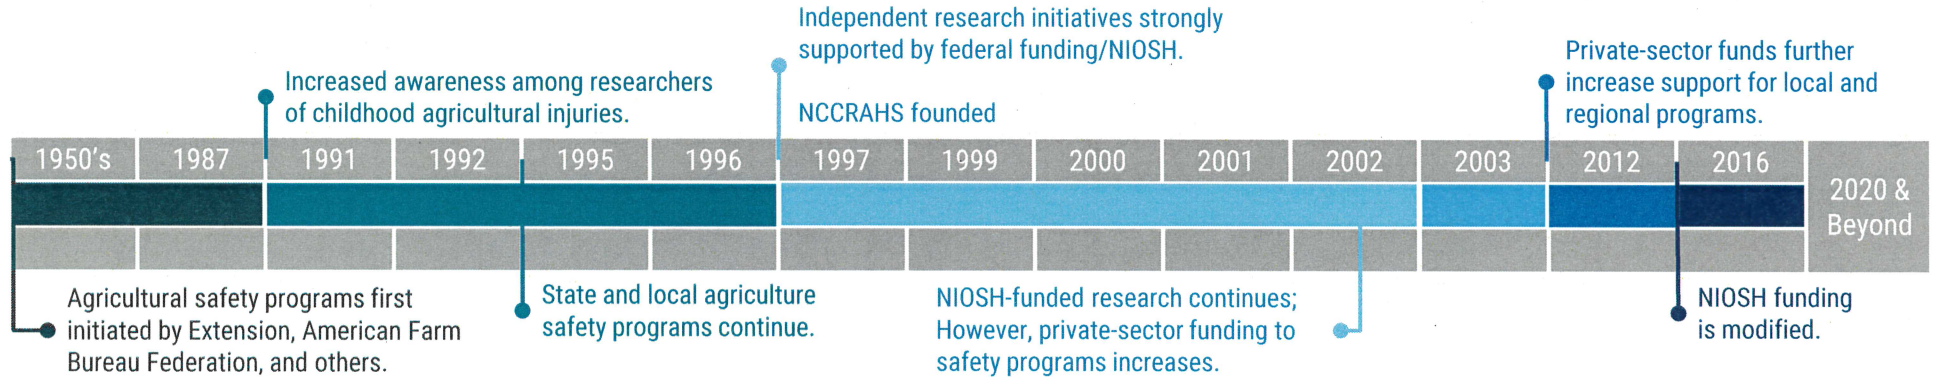 Independent research initiatives strongly
supported by federal funding/NIOSH.
NCCRAHS founded
Private-sector funds further
increase support for local and
regional programs.
Increased awareness among researchers
of childhood agricultural injuries.
1950's 1987 1991 1992 1995 1996 1997 1999 2000 2001 2002 2003 2012 2016
2020 &
Beyond
Agricultural safety programs first
initiated by Extension, American Farm
Bureau Federation, and others.
State and local agriculture
safety programs continue.
NIOSH-funded research continues;
However, private-sector funding to
safety programs increases.
NIOSH funding
is modified.